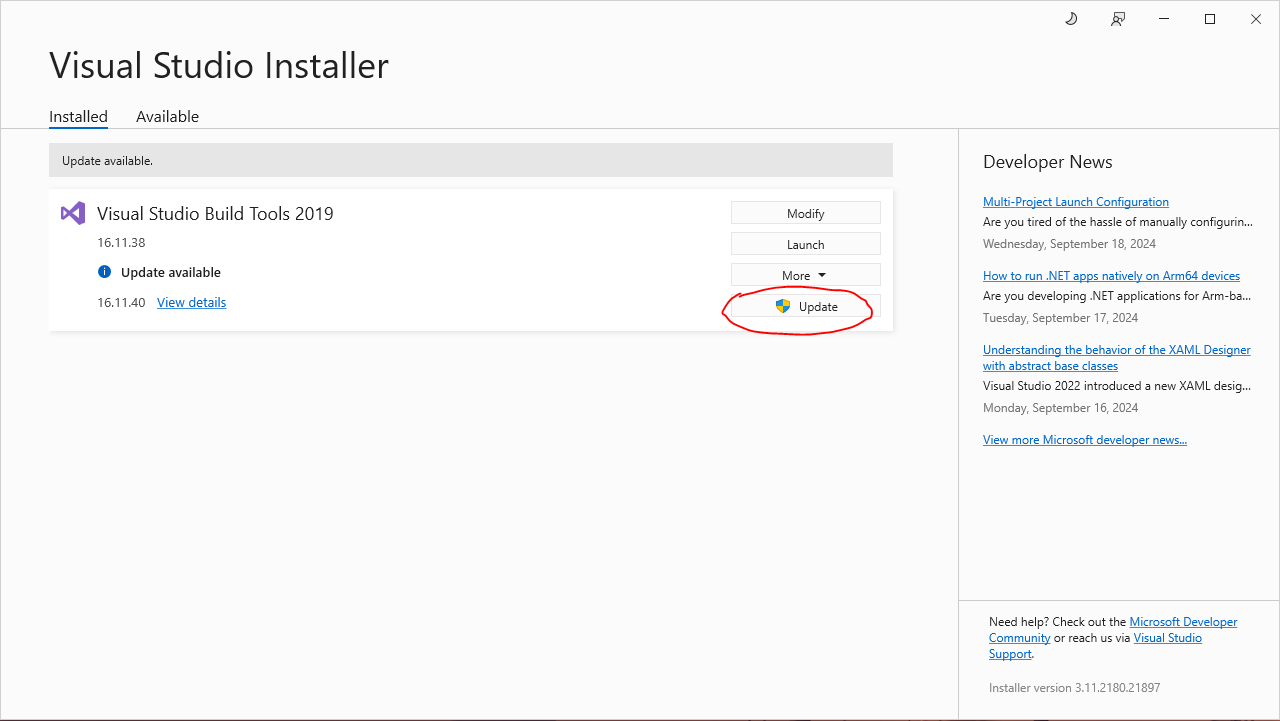 Visual Studio Installer
Installed Available
Update available.
Visual Studio Build Tools 2019
16.11.38
Update available
16.11.40 View details
Modify
Launch
More
Update
Developer News
Multi-Project Launch Configuration
Are you tired of the hassle of manually configurin...
Wednesday, September 18, 2024
How to run .NET apps natively on Arm64 devices
Are you developing .NET applications for Arm-ba...
Tuesday, September 17, 2024
Understanding the behavior of the XAML Designer
with abstract base classes
Visual Studio 2022 introduced a new XAML desig...
Monday, September 16, 2024
View more Microsoft developer news...
Need help? Check out the Microsoft Developer
Community or reach us via Visual Studio
Support.
Installer version 3.11.2180.21897